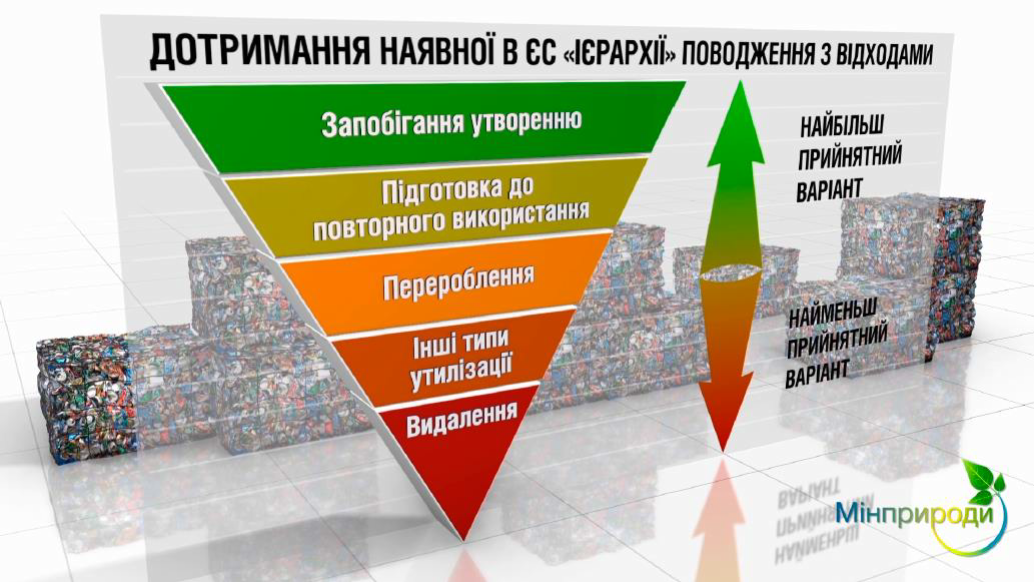 ДОТРИМАННЯ НАЯВНОЇ В ЄС «ІЄРАРХІЇ» ПОВОДЖЕННЯ З ВІДХОДАМИ
Запобігання утворенню
Підготовка до
повторного використання
Перероблення
Інші типи
утилізації
Видалення
НАЙБІЛЬШ
ПРИЙНЯТНИЙ
ВАРІАНТ
НАЙМЕНЬШ
ПРИЙНЯТНИЙ
ВАРІАНТ
Мінприроди